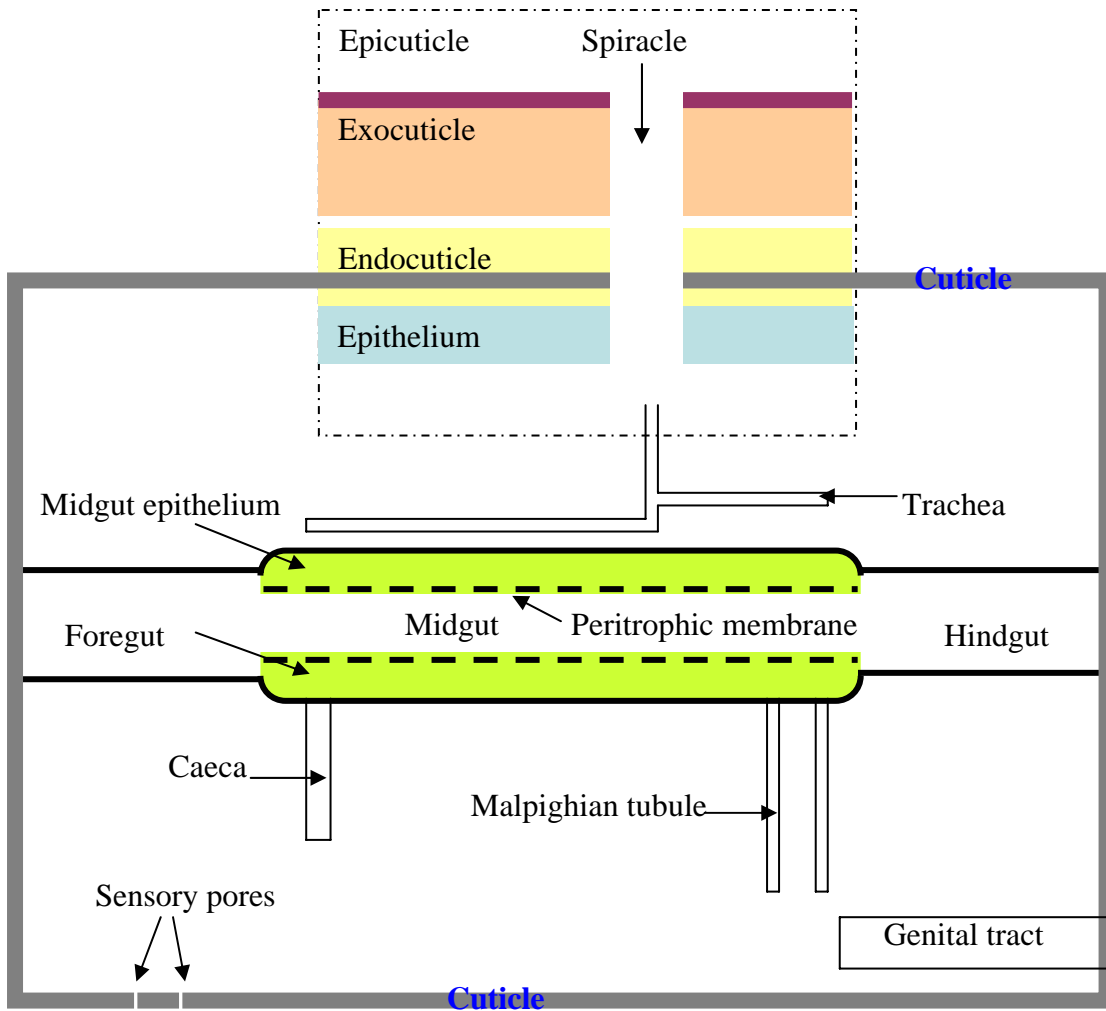 Epicuticle
Spiracle
Exocuticle
Endocuticle
Cuticle
Epithelium
Midgut epithelium
Trachea
Foregut
Midgut
Peritrophic membrane
Hindgut
Caeca
Malpighian tubule
Sensory pores
Genital tract
Cuticle